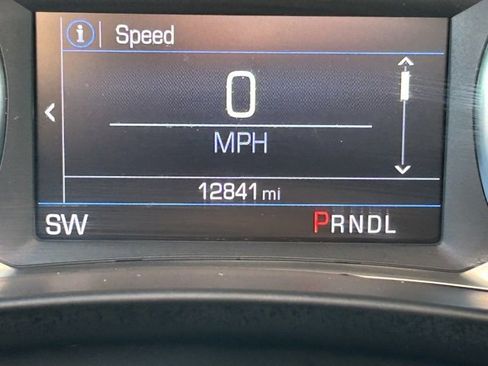 i Speed
0
MPH
12841 mi
SW PRNDL